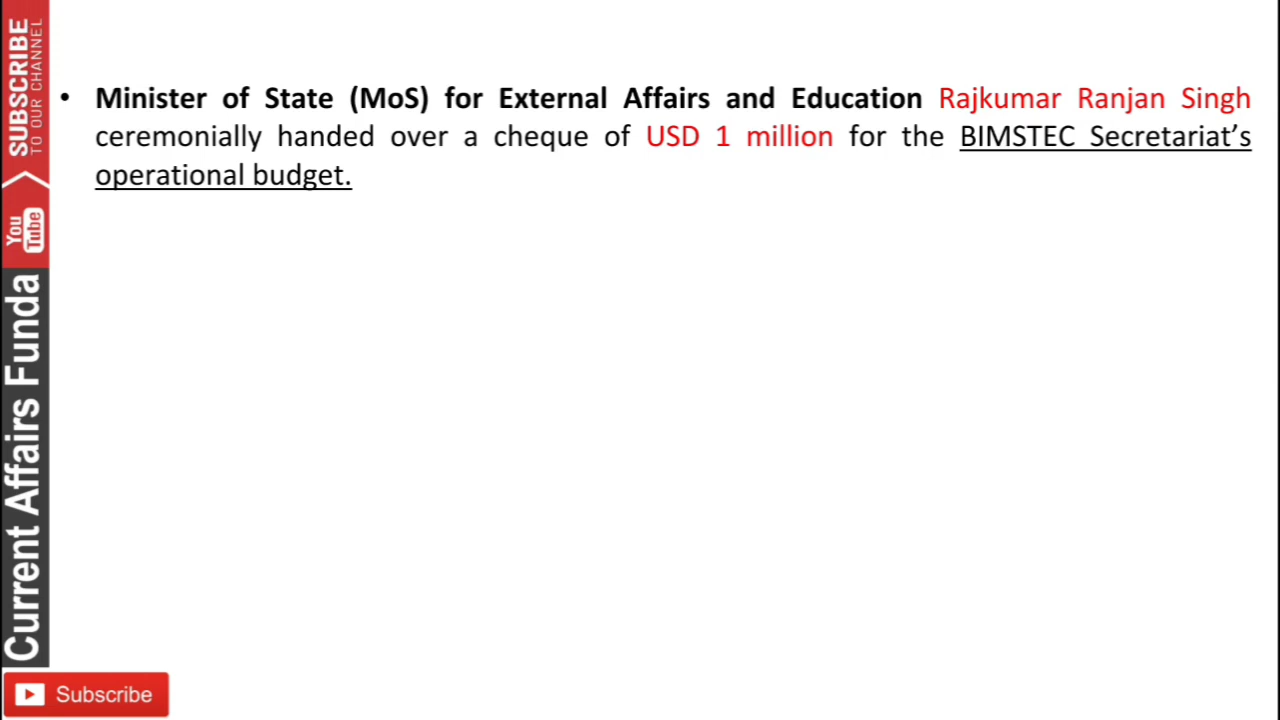 • Minister of State (MoS) for External Affairs and Education Rajkumar Ranjan Singh
ceremonially handed over a cheque of USD 1 million for the BIMSTEC Secretariat’s
operational budget.
SUBSCRIBE
TO OUR CHANNEL
You
Tube
Current Affairs Funda
Subscribe